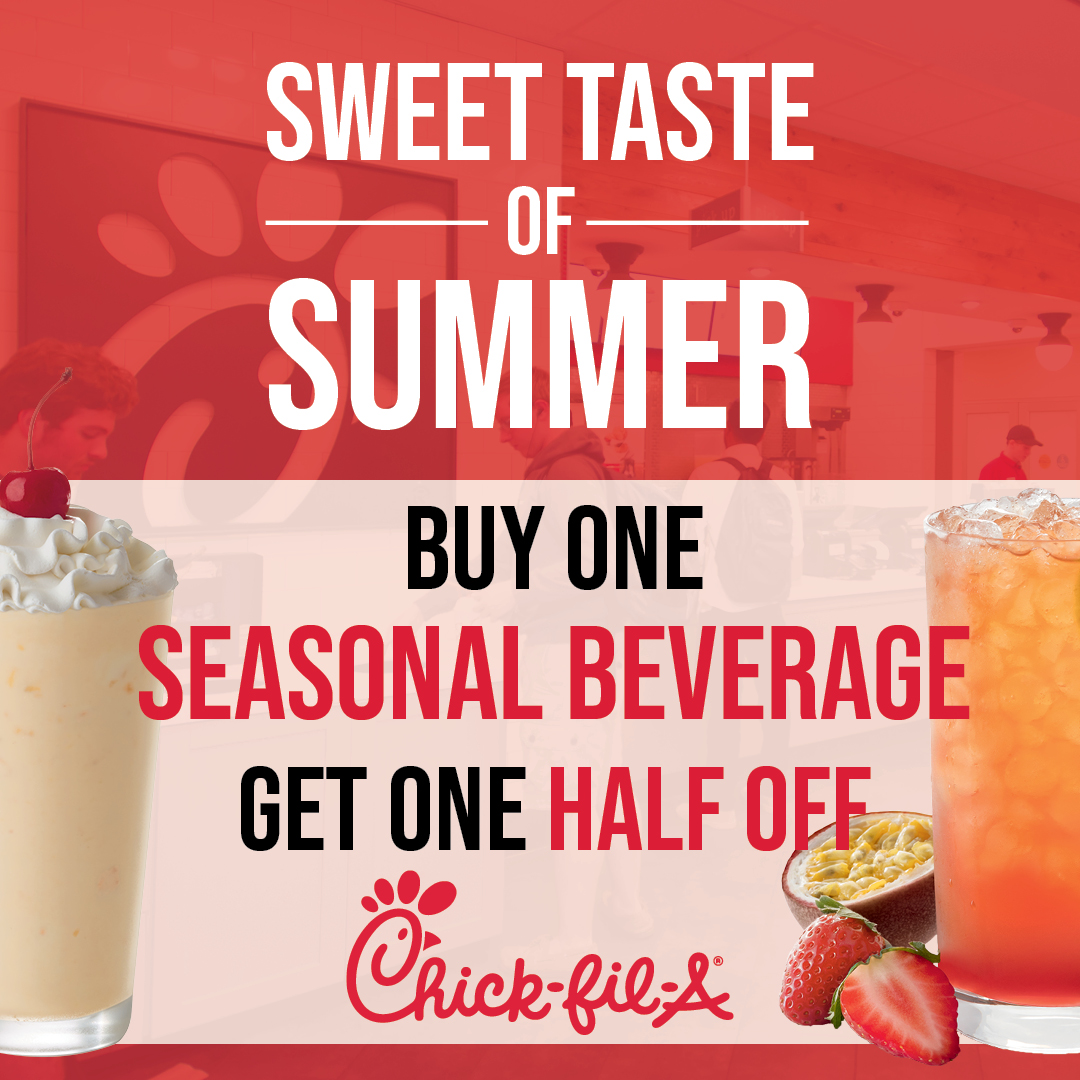 SWEET TASTE
OF
SUMMER
BUY ONE
SEASONAL BEVERAGE
GET ONE HALF OFF
Chick-fil-A®